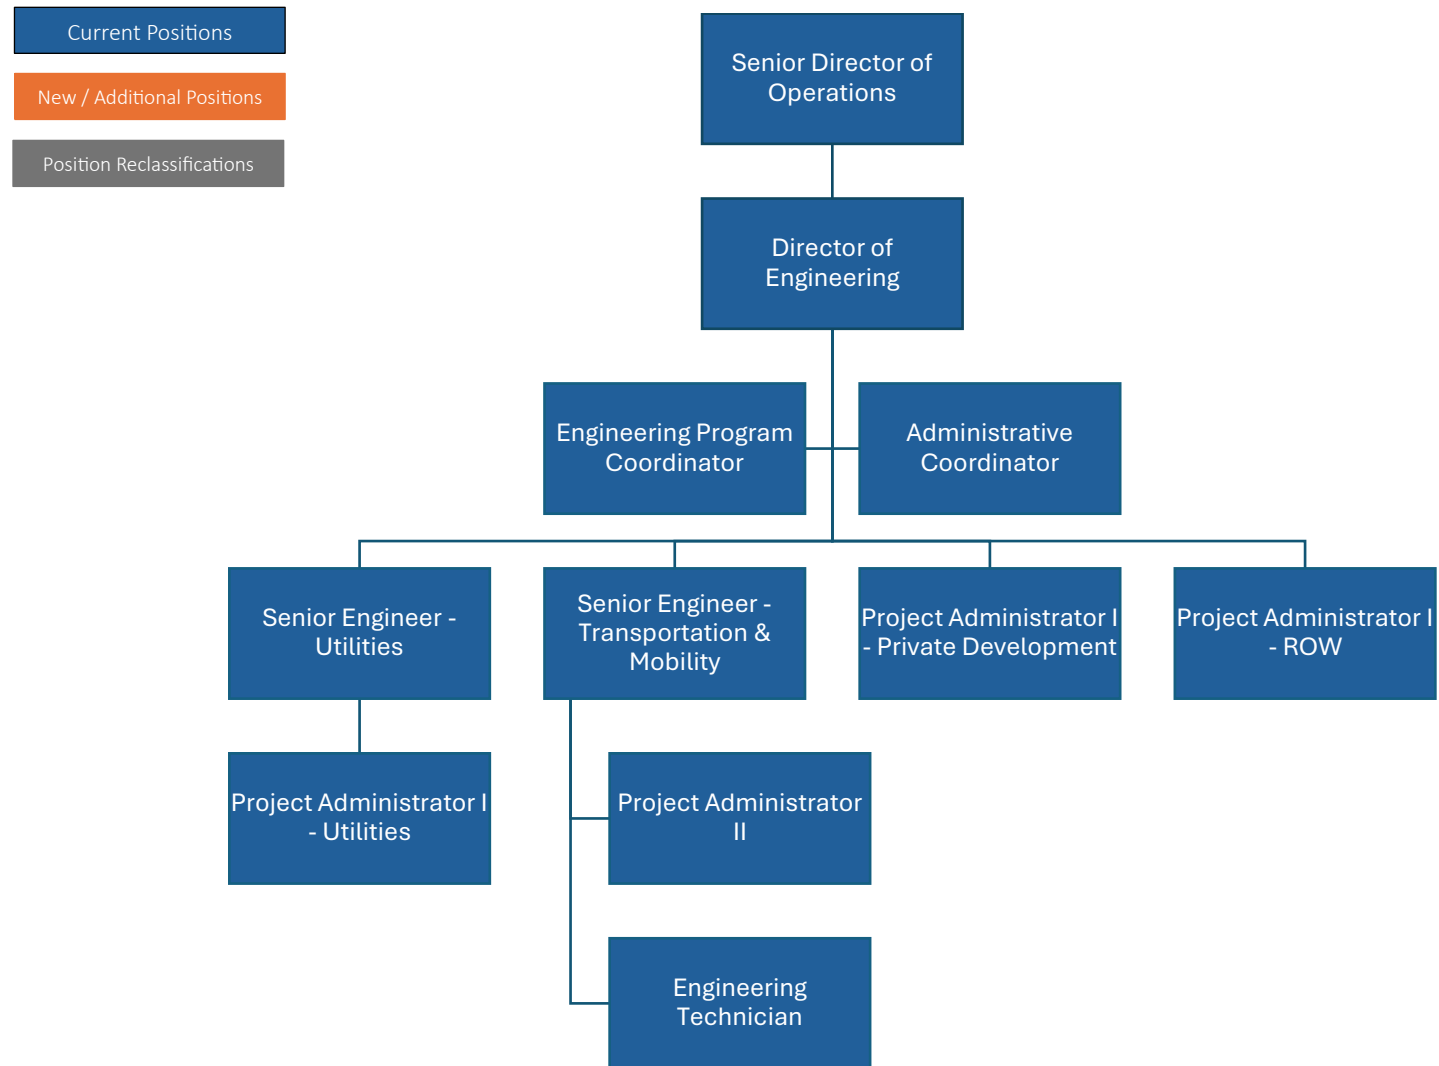 Current Positions
New / Additional Positions
Position Reclassifications
Senior Director of
Operations
Director of
Engineering
Engineering Program
Coordinator
Administrative
Coordinator
Senior Engineer -
Utilities
Senior Engineer -
Transportation &
Mobility
Project Administrator I
- Private Development
Project Administrator I
- ROW
Project Administrator I
- Utilities
Project Administrator
II
Engineering
Technician